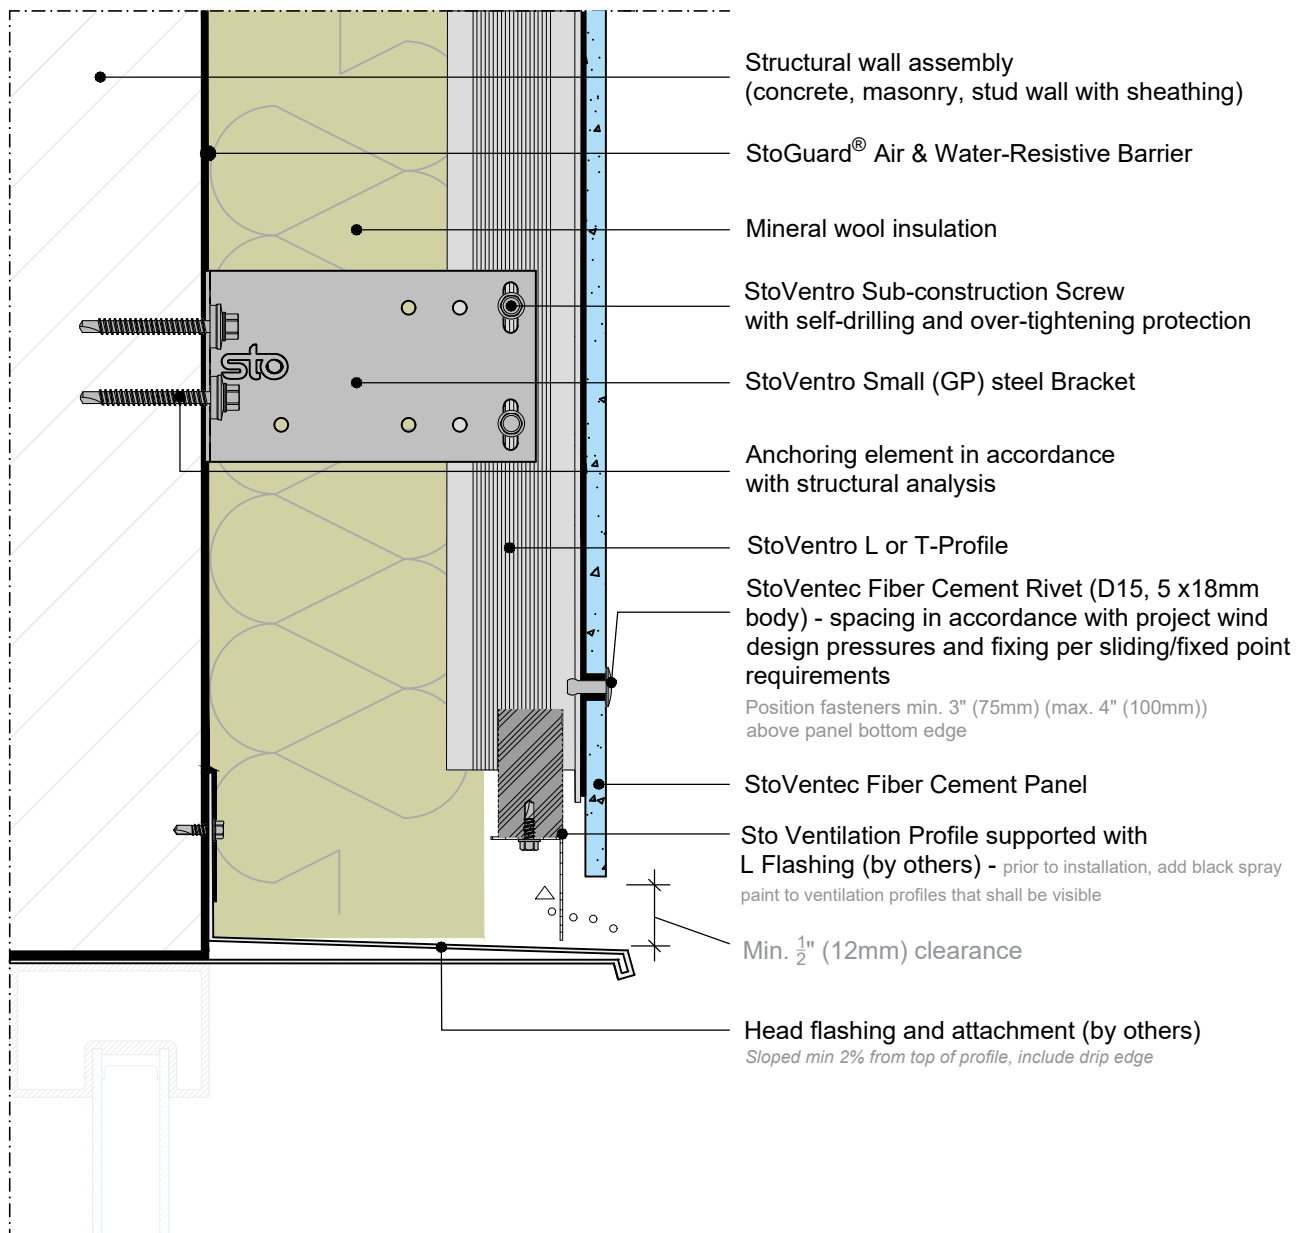 Structural wall assembly
(concrete, masonry, stud wall with sheathing)
StoGuard® Air & Water-Resistive Barrier
Mineral wool insulation
StoVentro Sub-construction Screw
with self-drilling and over-tightening protection
sto
StoVentro Small (GP) steel Bracket
Anchoring element in accordance
with structural analysis
StoVentro L or T-Profile
StoVentec Fiber Cement Rivet (D15, 5 x18mm
body) - spacing in accordance with project wind
design pressures and fixing per sliding/fixed point
requirements
Position fasteners min. 3" (75mm) (max. 4" (100mm))
above panel bottom edge
StoVentec Fiber Cement Panel
Sto Ventilation Profile supported with
L Flashing (by others) - prior to installation, add black spray
paint to ventilation profiles that shall be visible
Min. 1/2" (12mm) clearance
Head flashing and attachment (by others)
Sloped min 2% from top of profile, include drip edge